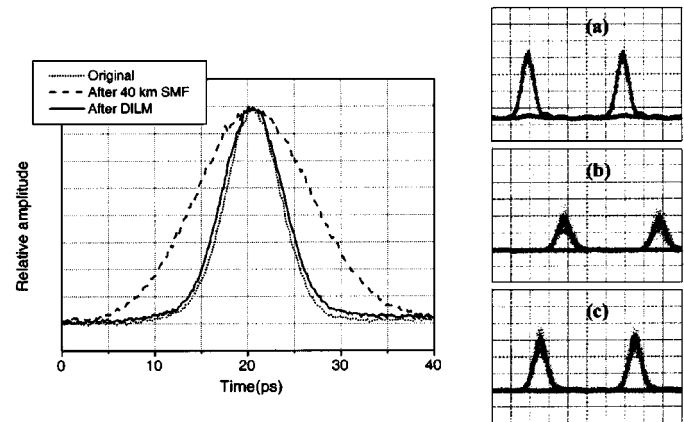 Original
After 40 km SMF
After DILM
Relative amplitude
0 10 20 30 40
Time(ps)
(a)
(b)
(c)